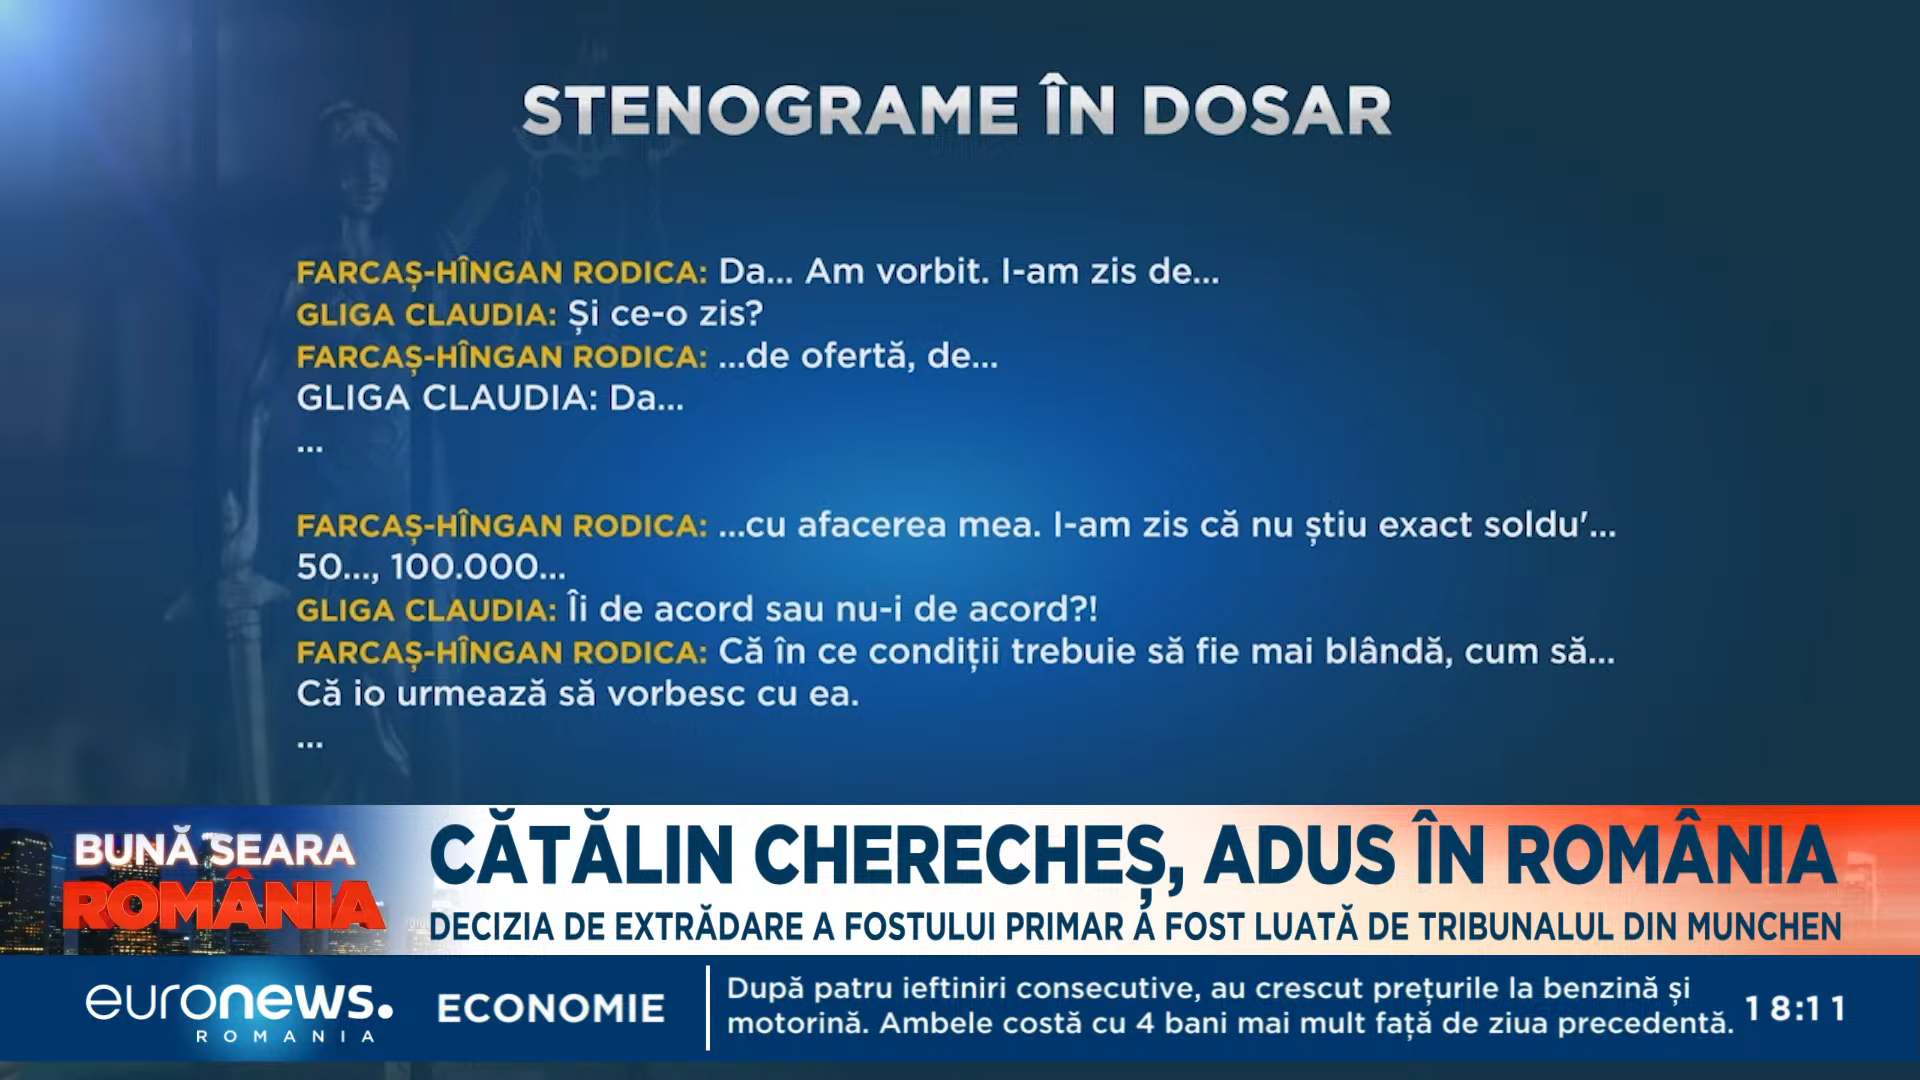 STENOGRAME ÎN DOSAR
FARCAȘ-HÎNGAN RODICA: Da... Am vorbit. I-am zis de...
GLIGA CLAUDIA: Și ce-o zis?
FARCAȘ-HÎNGAN RODICA: ...de ofertă, de...
GLIGA CLAUDIA: Da...
...
FARCAȘ-HÎNGAN RODICA: ...cu afacerea mea. I-am zis că nu știu exact soldu'...
50..., 100.000...
GLIGA CLAUDIA: Îi de acord sau nu-i de acord?!
FARCAȘ-HÎNGAN RODICA: Că în ce condiții trebuie să fie mai blândă, cum să...
Că io urmează să vorbesc cu ea.
...
BUNĂ SEARA
ROMÂNIA
CĂTĂLIN CHERECHEȘ, ADUS ÎN ROMÂNIA
DECIZIA DE EXTRĂDARE A FOSTULUI PRIMAR A FOST LUATĂ DE TRIBUNALUL DIN MUNCHEN
euronews.
ROMANIA
ECONOMIE
După patru ieftiniri consecutive, au crescut prețurile la benzină și
motorină. Ambele costă cu 4 bani mai mult față de ziua precedentă.
18:11